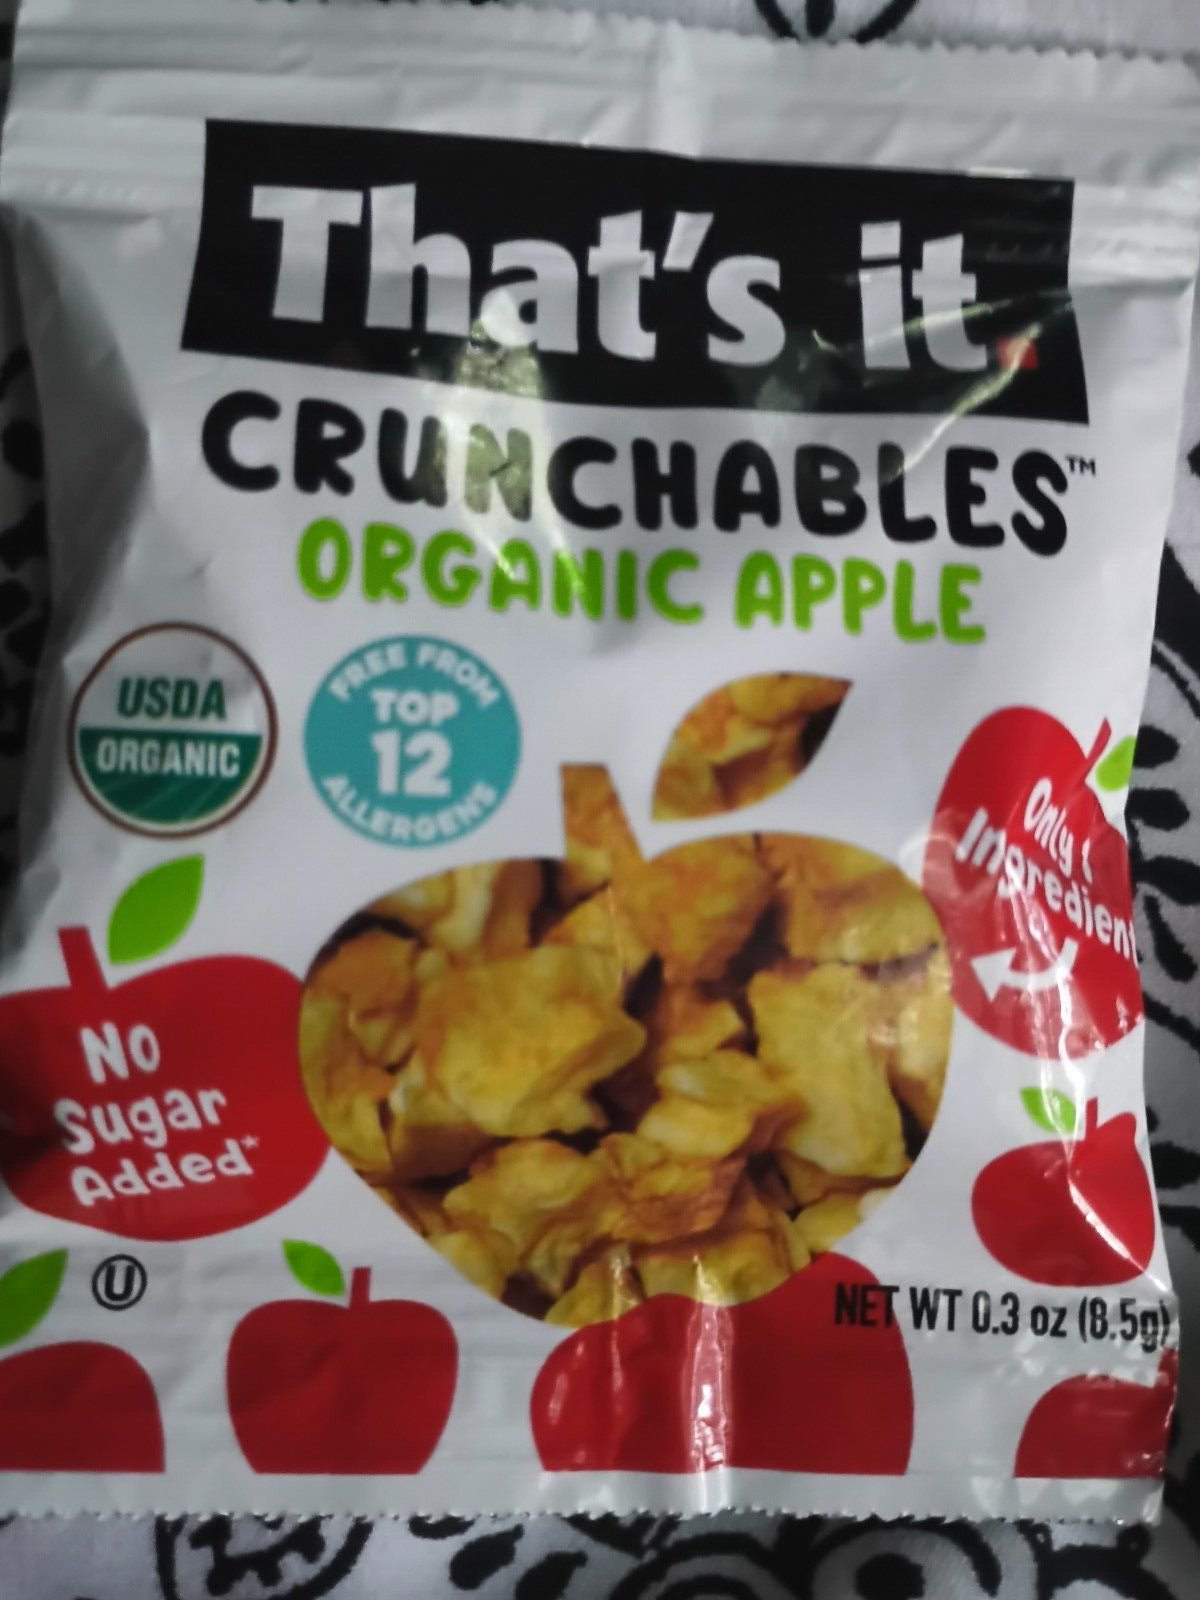 That's it.
CRUNCHABLES™
ORGANIC APPLE
USDA
ORGANIC
FREE FROM
TOP
12
ALLERGENS
Only 1
Ingredient
No
Sugar
Added*
U
NET WT 0.3 oz (8.5g)